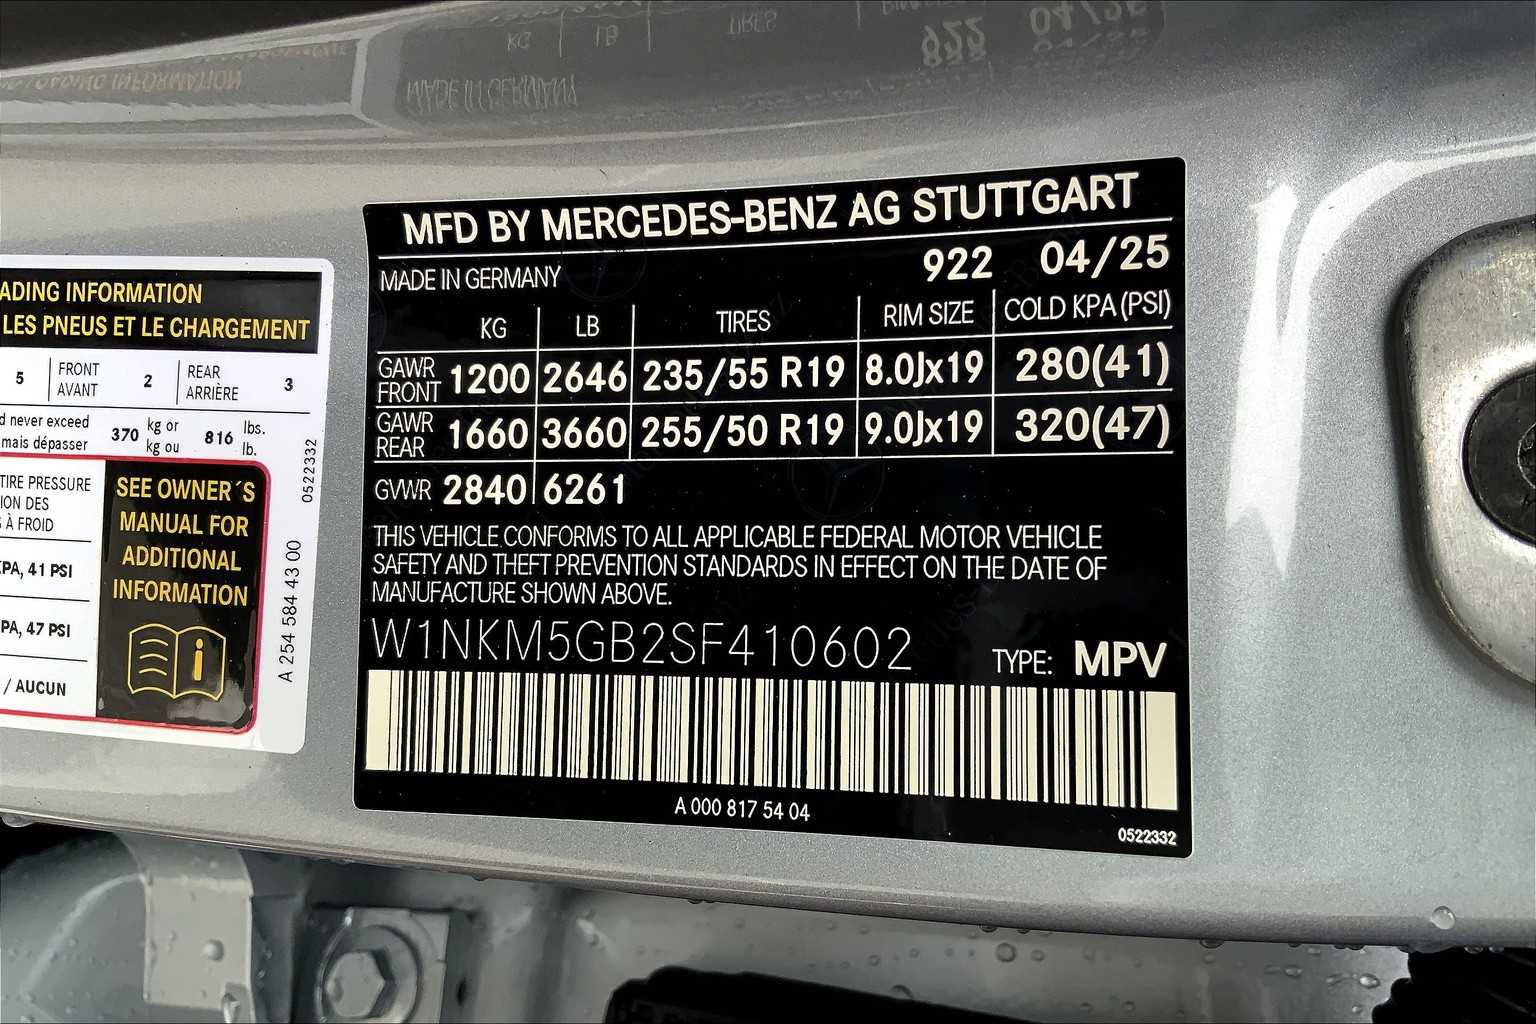 MFD BY MERCEDES-BENZ AG STUTTGART
MADE IN GERMANY 922 04/25
KG LB TIRES RIM SIZE COLD KPA (PSI)
GAWR FRONT 1200 2646 235/55 R19 8.0Jx19 280(41)
GAWR REAR 1660 3660 255/50 R19 9.0Jx19 320(47)
GVWR 2840 6261
THIS VEHICLE CONFORMS TO ALL APPLICABLE FEDERAL MOTOR VEHICLE
SAFETY AND THEFT PREVENTION STANDARDS IN EFFECT ON THE DATE OF
MANUFACTURE SHOWN ABOVE.
W1NKM5GB2SF410602 TYPE: MPV
A 000 817 54 04
0522332
INFORMATION
LES PNEUS ET LE CHARGEMENT
5 FRONT AVANT 2 REAR ARRIÈRE 3
never exceed 370 kg or 816 lbs.
mais dépasser kg ou lb.
TIRE PRESSURE
DES
À FROID
41 PSI
47 PSI
/ AUCUN
SEE OWNER´S
MANUAL FOR
ADDITIONAL
INFORMATION
A 254 584 43 00
0522332